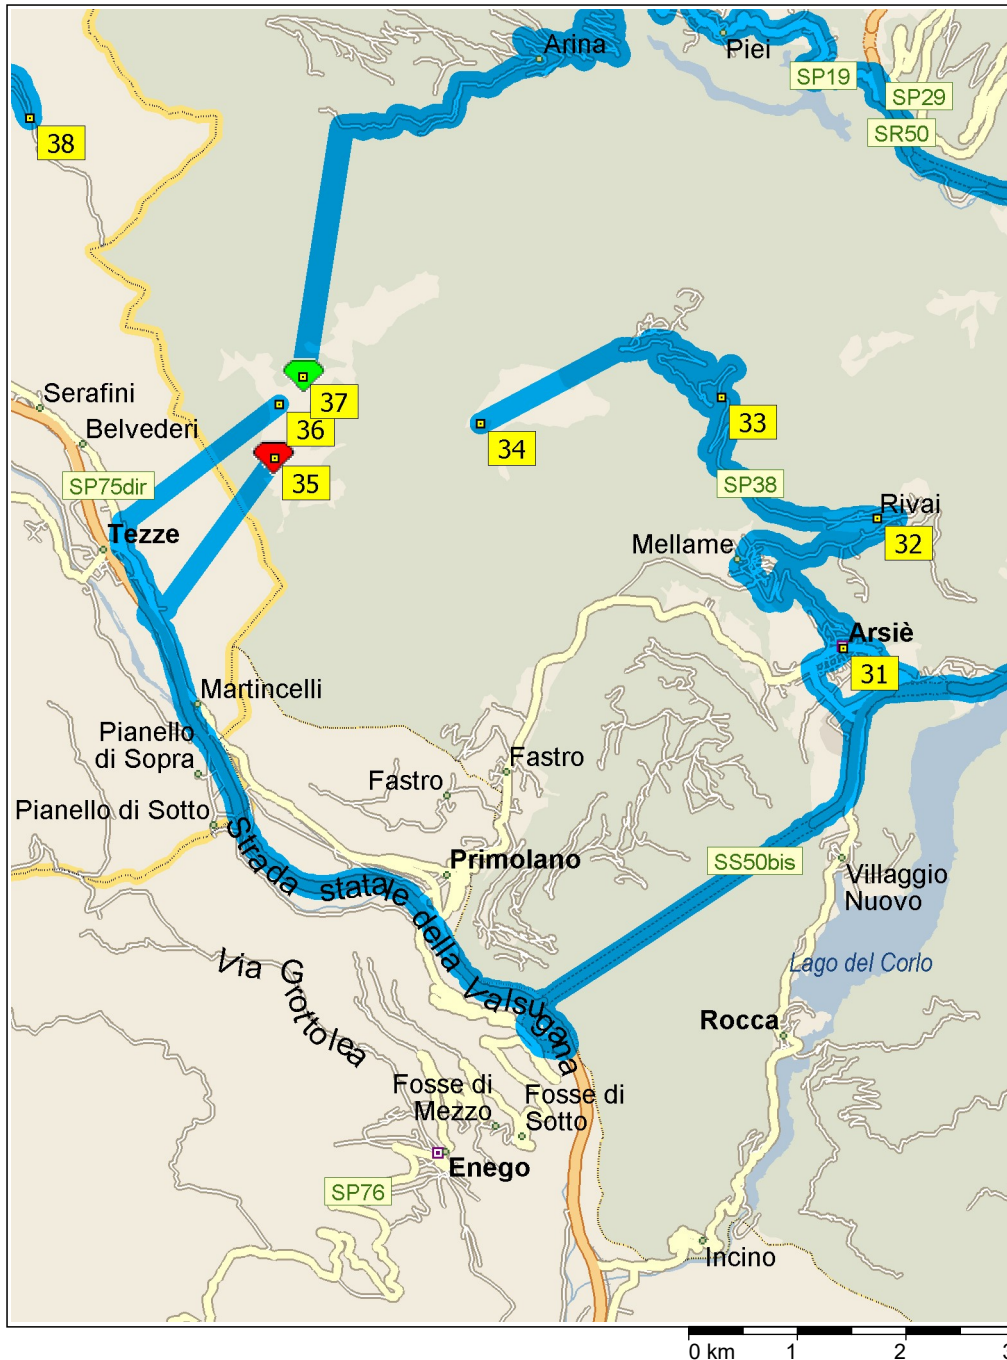 Arina
Piei
SP19
SP29
38
SR50
Serafini
37
33
36
Belvederi
34
35
SP75dir
SP38
Rivai
Tezze
32
Mellame
Arsiè
31
Martincelli
Pianello
di Sopra
Fastro
Fastro
Pianello di Sotto
Strada statale della Valsugana
Primolano
SS50bis
Villaggio
Nuovo
Via Grottolea
Lago del Corlo
Rocca
Fosse di
Mezzo
Fosse di
Sotto
Enego
SP76
Incino
0 km 1 2 3